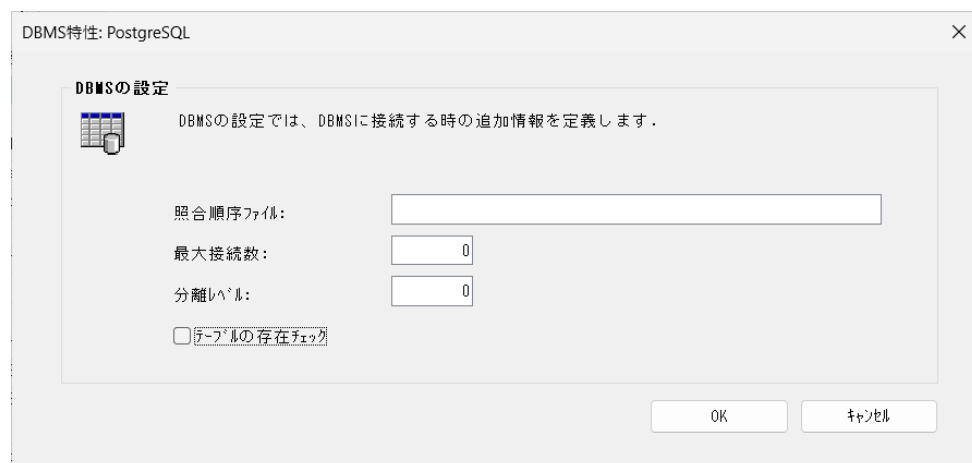 DBMS特性: PostgreSQL
DBMSの設定
DBMSの設定では、DBMSに接続する時の追加情報を定義します.
照合順序ﾌｧｲﾙ:
最大接続数:
0
分離ﾚﾍﾞﾙ:
0
ﾃｰﾌﾞﾙの存在ﾁｪｯｸ
OK
ｷｬﾝｾﾙ